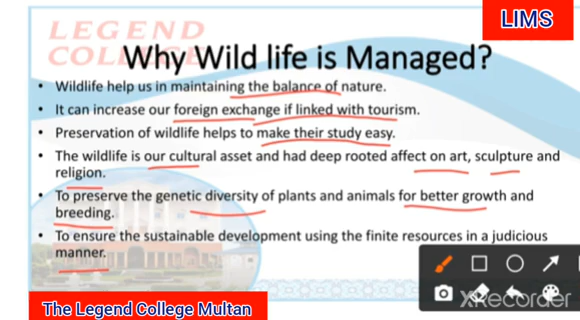 LEGEND
COLLEGE
LIMS
Why Wild life is Managed?
• Wildlife help us in maintaining the balance of nature.
• It can increase our foreign exchange if linked with tourism.
• Preservation of wildlife helps to make their study easy.
• The wildlife is our cultural asset and had deep rooted affect on art, sculpture and
religion.
• To preserve the genetic diversity of plants and animals for better growth and
breeding.
• To ensure the sustainable development using the finite resources in a judicious
manner.
XRecorder
The Legend College Multan